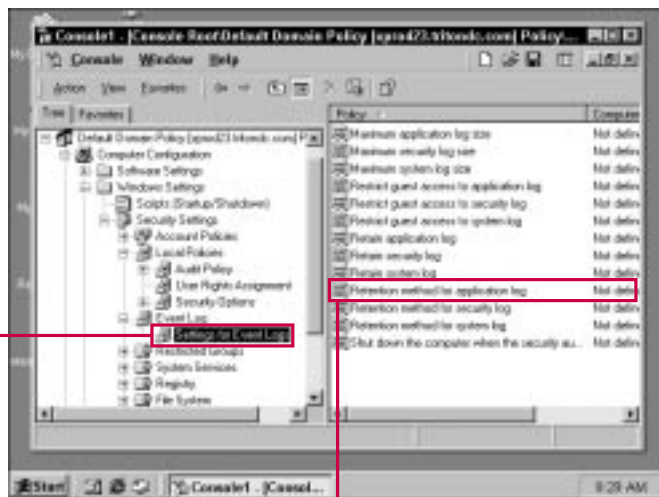 Console1 - [Console Root\Default Domain Policy [uprod23.tritondc.com] Policy\...
Console Window Help
Action View Favorites
Tree Favorites
Default Domain Policy
Computer Configuration
Software Settings
Windows Settings
Scripts (Startup/Shutdown)
Security Settings
Account Policies
Local Policies
Audit Policy
User Rights Assignment
Security Options
Event Log
Settings for Event Logs
Restricted Groups
System Services
Registry
File System
Policy
Maximum application log size Not defin
Maximum security log size Not defin
Maximum system log size Not defin
Restrict guest access to application log Not defin
Restrict guest access to security log Not defin
Restrict guest access to system log Not defin
Retain application log Not defin
Retain security log Not defin
Retain system log Not defin
Retention method for application log Not defin
Retention method for security log Not defin
Retention method for system log Not defin
Shut down the computer when the security au... Not defin
Start
Console1 - [Consol...
8:29 AM